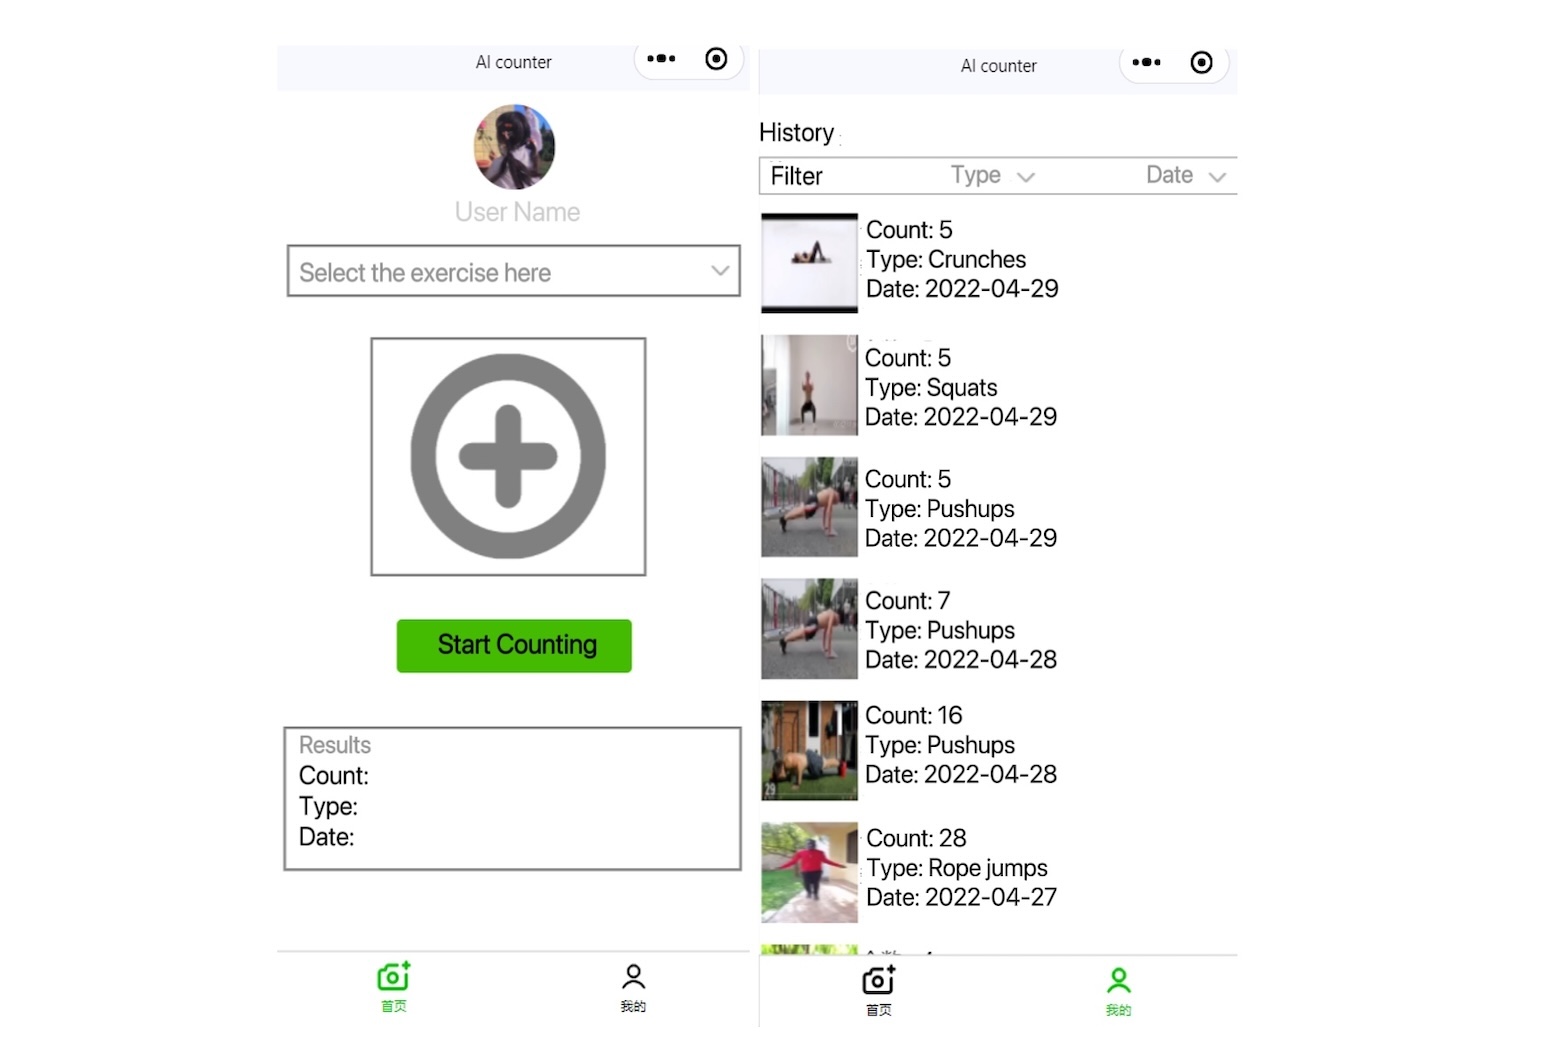 AI counter
User Name
Select the exercise here
Start Counting
Results
Count:
Type:
Date:
首页
我的
AI counter
History
Filter Type Date
Count: 5
Type: Crunches
Date: 2022-04-29
Count: 5
Type: Squats
Date: 2022-04-29
Count: 5
Type: Pushups
Date: 2022-04-29
Count: 7
Type: Pushups
Date: 2022-04-28
29
Count: 16
Type: Pushups
Date: 2022-04-28
Count: 28
Type: Rope jumps
Date: 2022-04-27
首页
我的